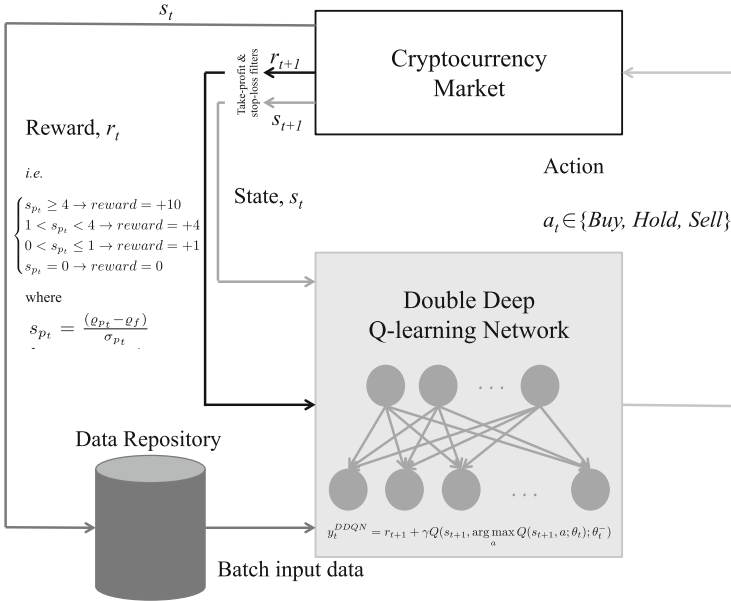 s_t
Cryptocurrency
Market
Take-profit &
stop-loss filters
r_{t+1}
s_{t+1}
Reward, r_t
i.e.
s_{p_t} ≥ 4 → reward = +10
1 < s_{p_t} < 4 → reward = +4
0 < s_{p_t} ≤ 1 → reward = +1
s_{p_t} = 0 → reward = 0
where
s_{p_t} = (ϱ_{p_t} − ϱ_f) / σ_{p_t}
State, s_t
Action
a_t ∈ {Buy, Hold, Sell}
Double Deep
Q-learning Network
. . .
. . .
y_t^{DDQN} = r_{t+1} + γQ(s_{t+1}, arg max_a Q(s_{t+1}, a; θ_t); θ_t^−)
Data Repository
Batch input data